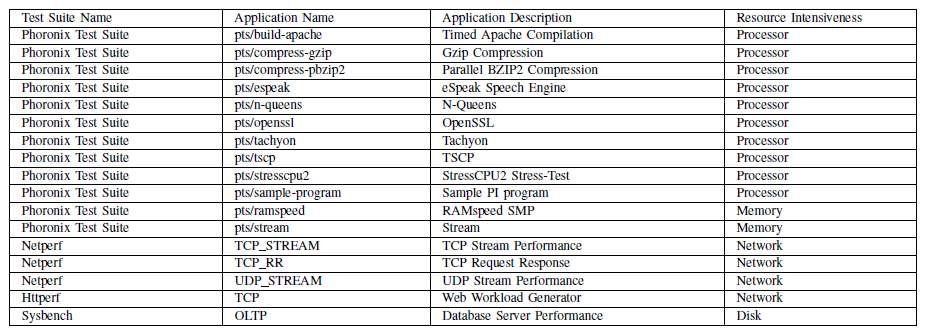 Test Suite Name Application Name Application Description Resource Intensiveness
Phoronix Test Suite pts/build-apache Timed Apache Compilation Processor
Phoronix Test Suite pts/compress-gzip Gzip Compression Processor
Phoronix Test Suite pts/compress-pbzip2 Parallel BZIP2 Compression Processor
Phoronix Test Suite pts/espeak eSpeak Speech Engine Processor
Phoronix Test Suite pts/n-queens N-Queens Processor
Phoronix Test Suite pts/openssl OpenSSL Processor
Phoronix Test Suite pts/tachyon Tachyon Processor
Phoronix Test Suite pts/tscp TSCP Processor
Phoronix Test Suite pts/stresscpu2 StressCPU2 Stress-Test Processor
Phoronix Test Suite pts/sample-program Sample PI program Processor
Phoronix Test Suite pts/ramspeed RAMspeed SMP Memory
Phoronix Test Suite pts/stream Stream Memory
Netperf TCP_STREAM TCP Stream Performance Network
Netperf TCP_RR TCP Request Response Network
Netperf UDP_STREAM UDP Stream Performance Network
Httperf TCP Web Workload Generator Network
Sysbench OLTP Database Server Performance Disk